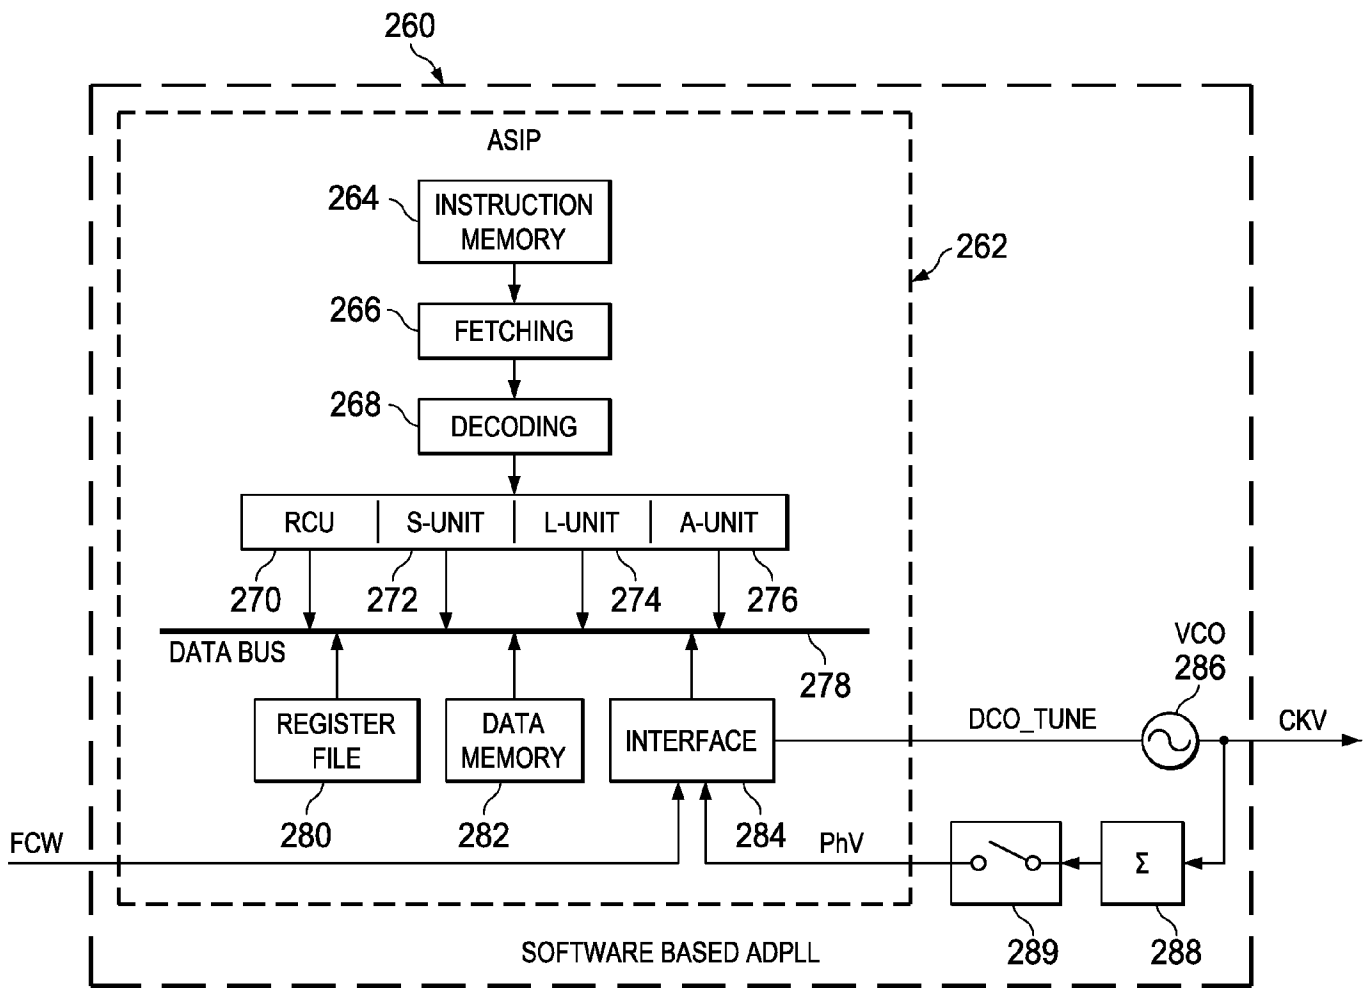 260
ASIP
264
INSTRUCTION
MEMORY
262
266
FETCHING
268
DECODING
RCU
S-UNIT
L-UNIT
A-UNIT
270
272
274
276
DATA BUS
278
VCO
286
REGISTER
FILE
DATA
MEMORY
INTERFACE
DCO_TUNE
CKV
280
282
284
FCW
PhV
Σ
289
288
SOFTWARE BASED ADPLL